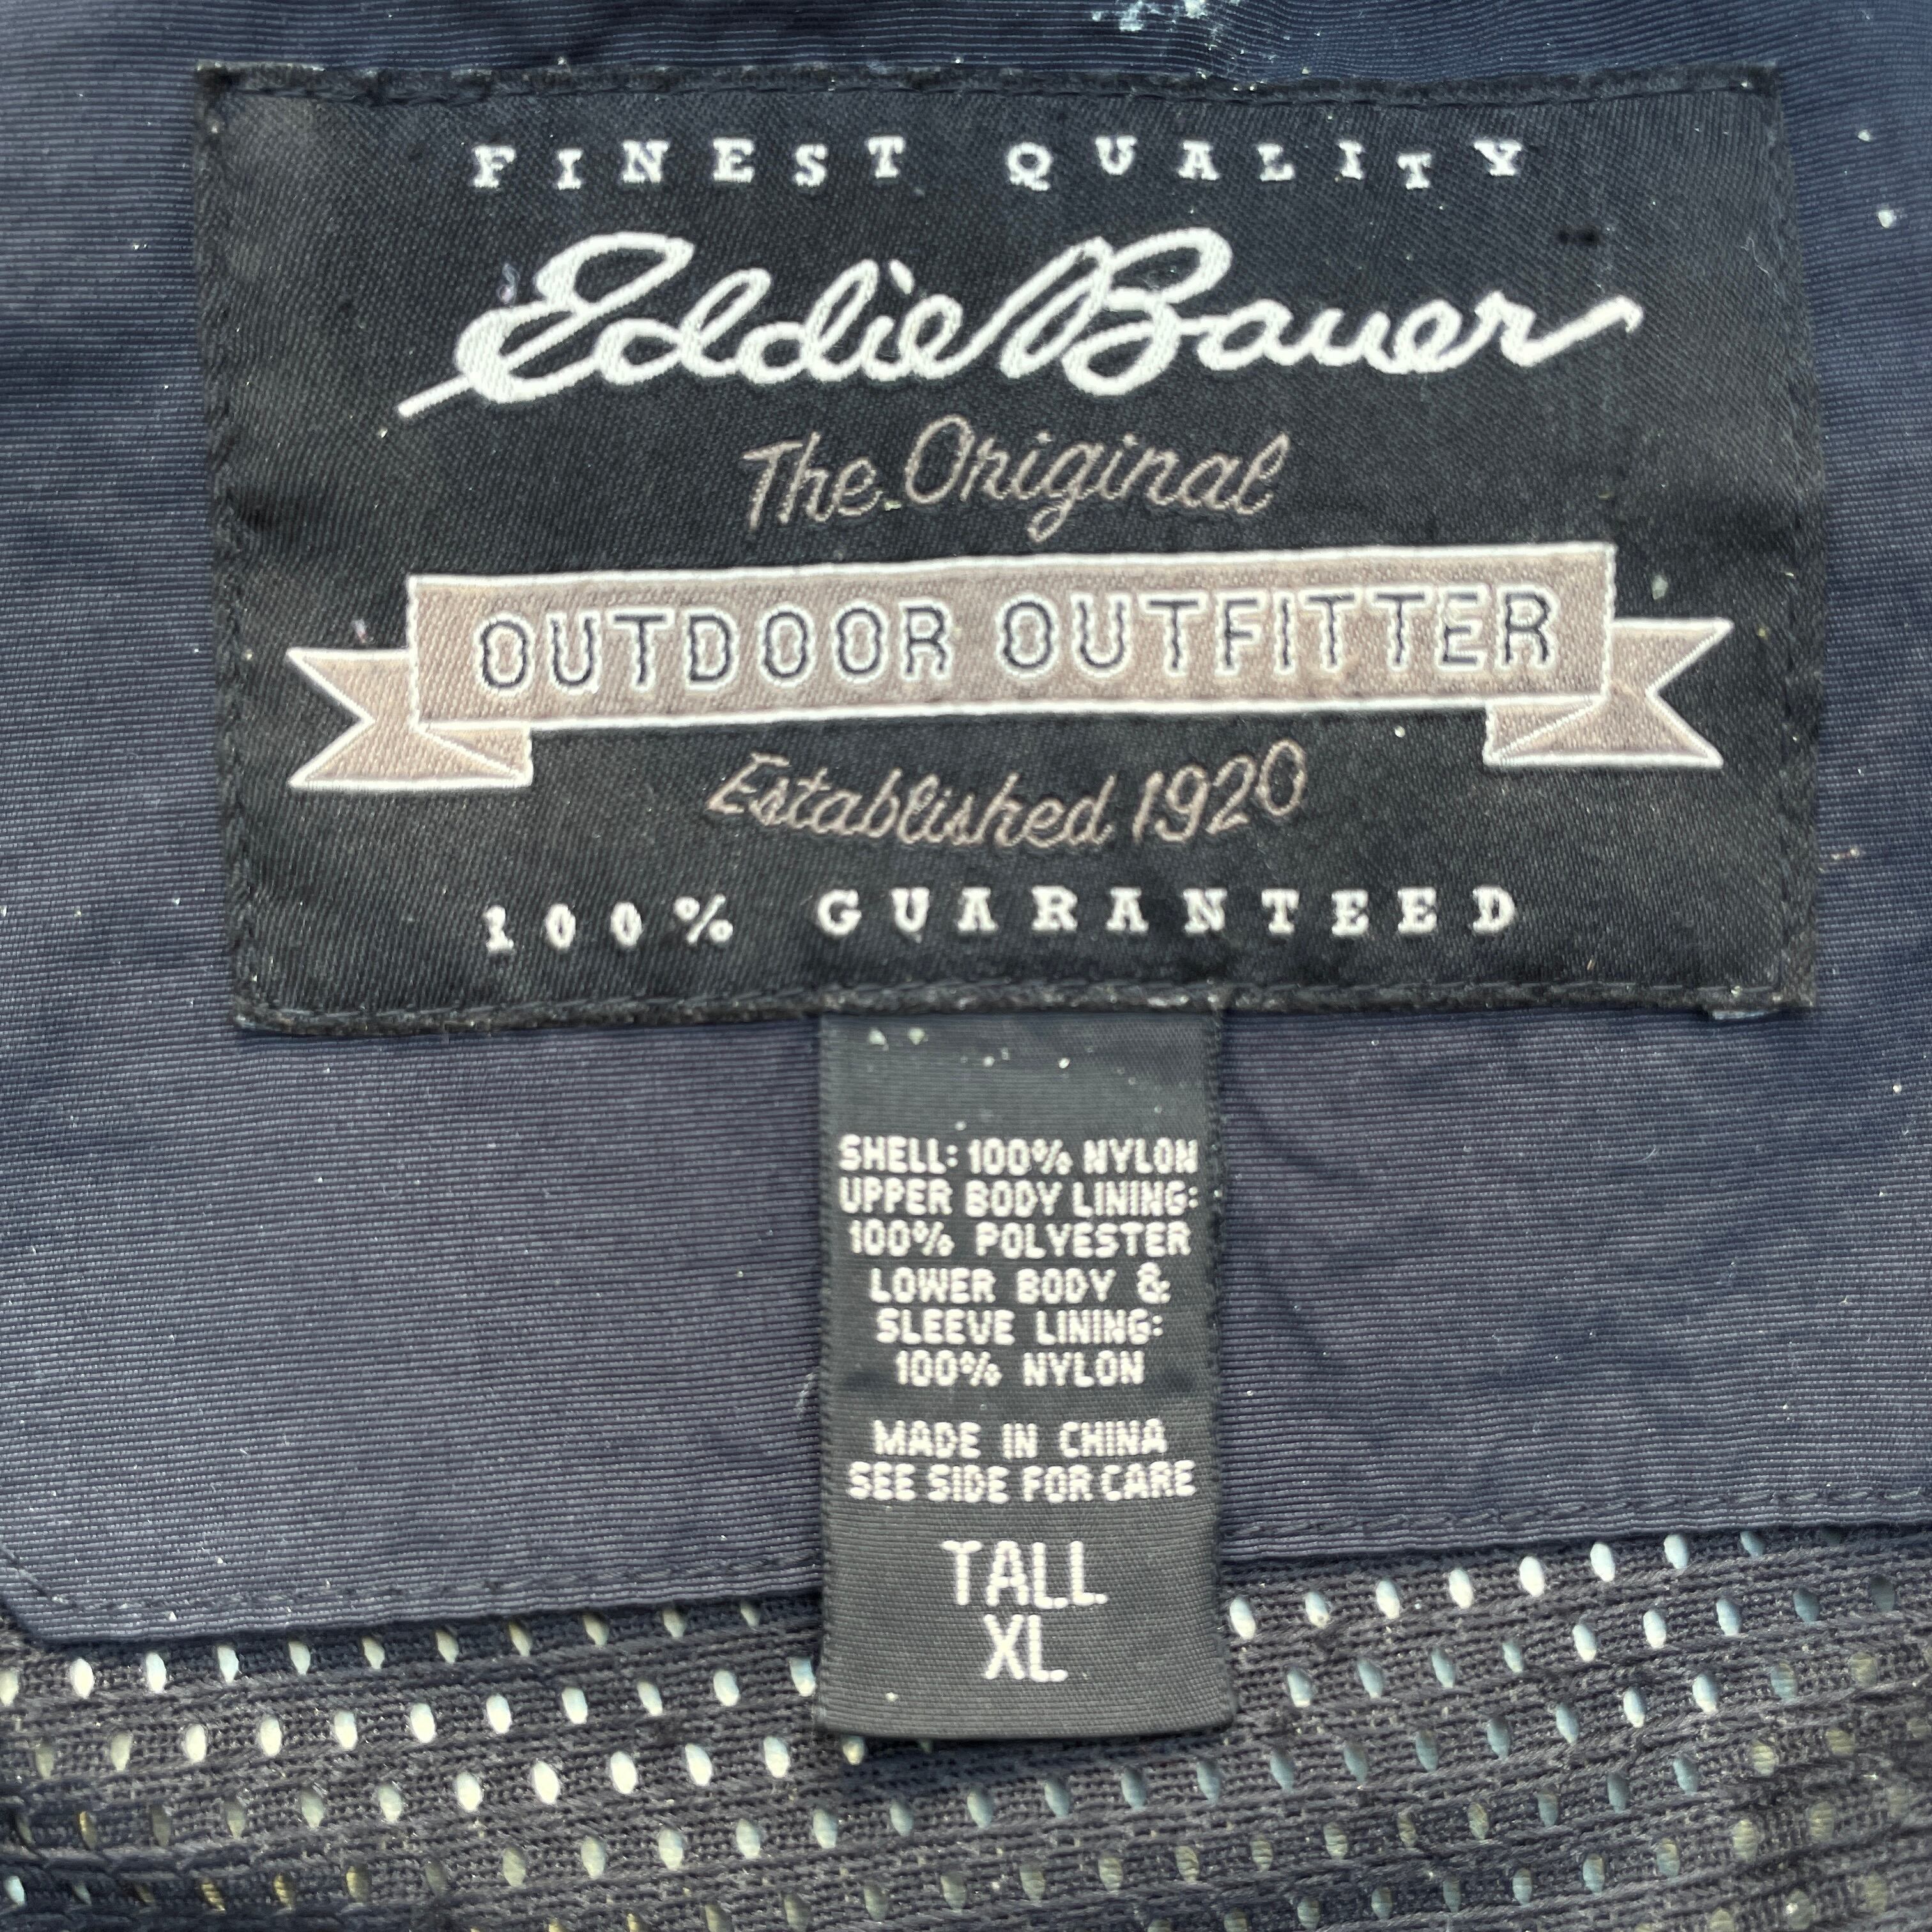 FINEST QUALITY
Eddie Bauer
The Original
OUTDOOR OUTFITTER
Established 1920
100% GUARANTEED
SHELL: 100% NYLON
UPPER BODY LINING:
100% POLYESTER
LOWER BODY &
SLEEVE LINING:
100% NYLON
MADE IN CHINA
SEE SIDE FOR CARE
TALL
XL